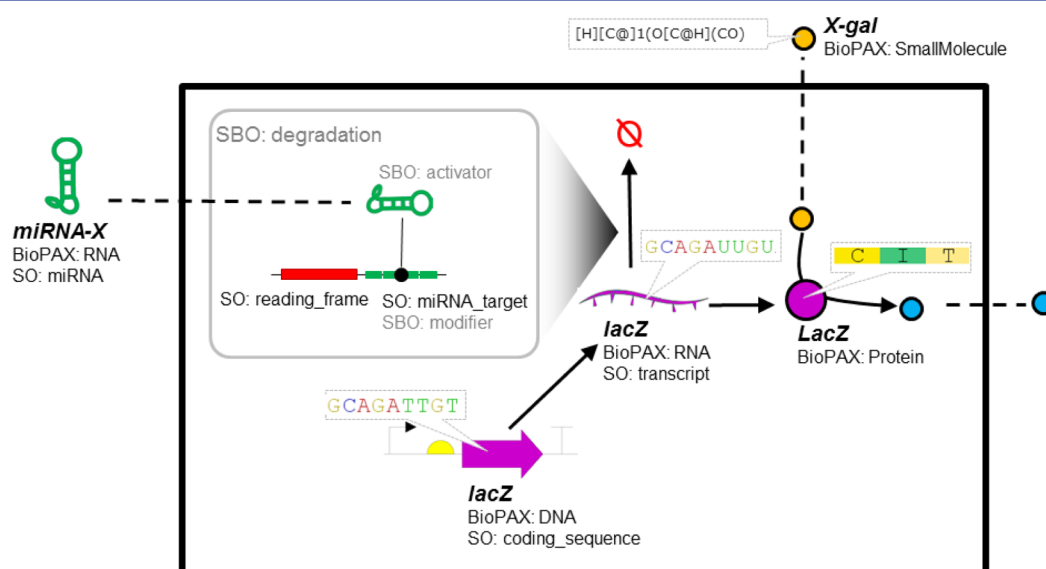 [H][C@]1(O[C@H](CO)
X-gal
BioPAX: SmallMolecule
SBO: degradation
SBO: activator
miRNA-X
BioPAX: RNA
SO: miRNA
SO: reading_frame
SO: miRNA_target
SBO: modifier
GCAGAUUGU
C I T
lacZ
BioPAX: RNA
SO: transcript
LacZ
BioPAX: Protein
GCAGATTGT
lacZ
BioPAX: DNA
SO: coding_sequence